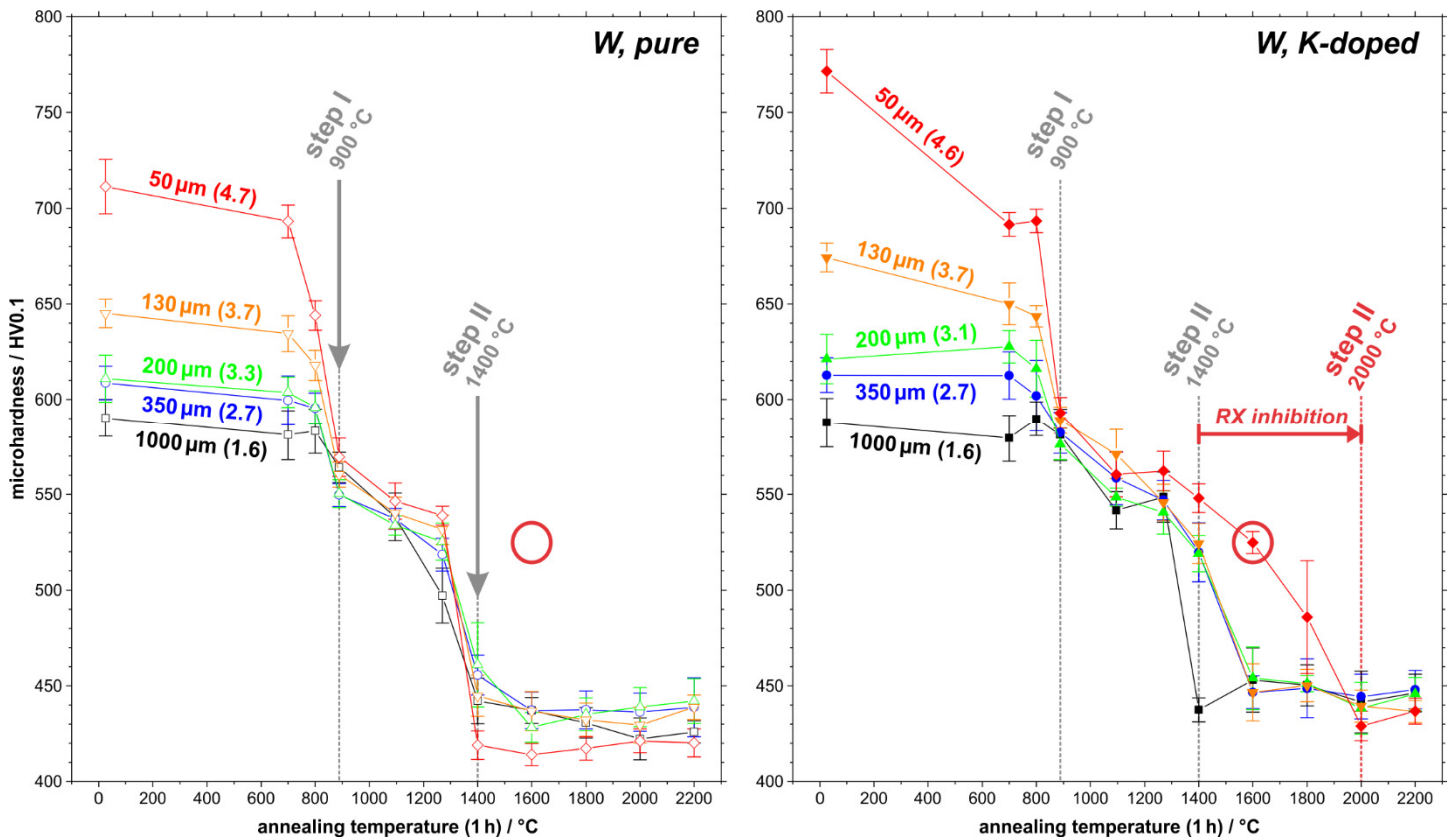 W, pure
800
750
700
650
600
550
500
450
400
microhardness / HV0.1
step I
900 °C
step II
1400 °C
50 µm (4.7)
130 µm (3.7)
200 µm (3.3)
350 µm (2.7)
1000 µm (1.6)
0 200 400 600 800 1000 1200 1400 1600 1800 2000 2200
annealing temperature (1 h) / °C
W, K-doped
800
750
700
650
600
550
500
450
400
step I
900 °C
step II
1400 °C
step II
2000 °C
RX inhibition
50 µm (4.6)
130 µm (3.7)
200 µm (3.1)
350 µm (2.7)
1000 µm (1.6)
0 200 400 600 800 1000 1200 1400 1600 1800 2000 2200
annealing temperature (1 h) / °C